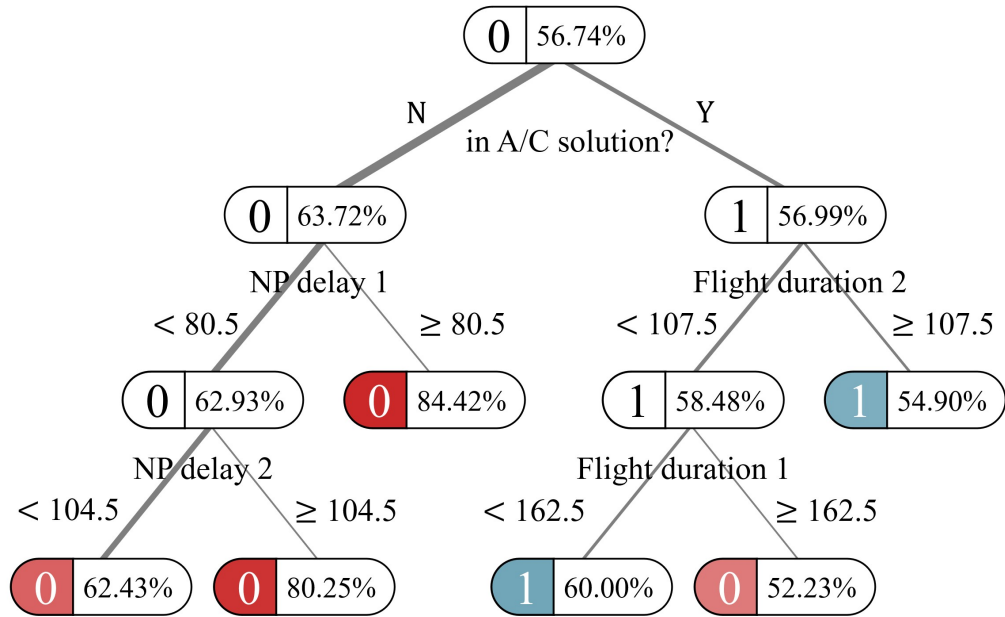 0 56.74%
N Y
in A/C solution?
0 63.72% 1 56.99%
NP delay 1 Flight duration 2
< 80.5 ≥ 80.5 < 107.5 ≥ 107.5
0 62.93% 0 84.42% 1 58.48% 1 54.90%
NP delay 2 Flight duration 1
< 104.5 ≥ 104.5 < 162.5 ≥ 162.5
0 62.43% 0 80.25% 1 60.00% 0 52.23%